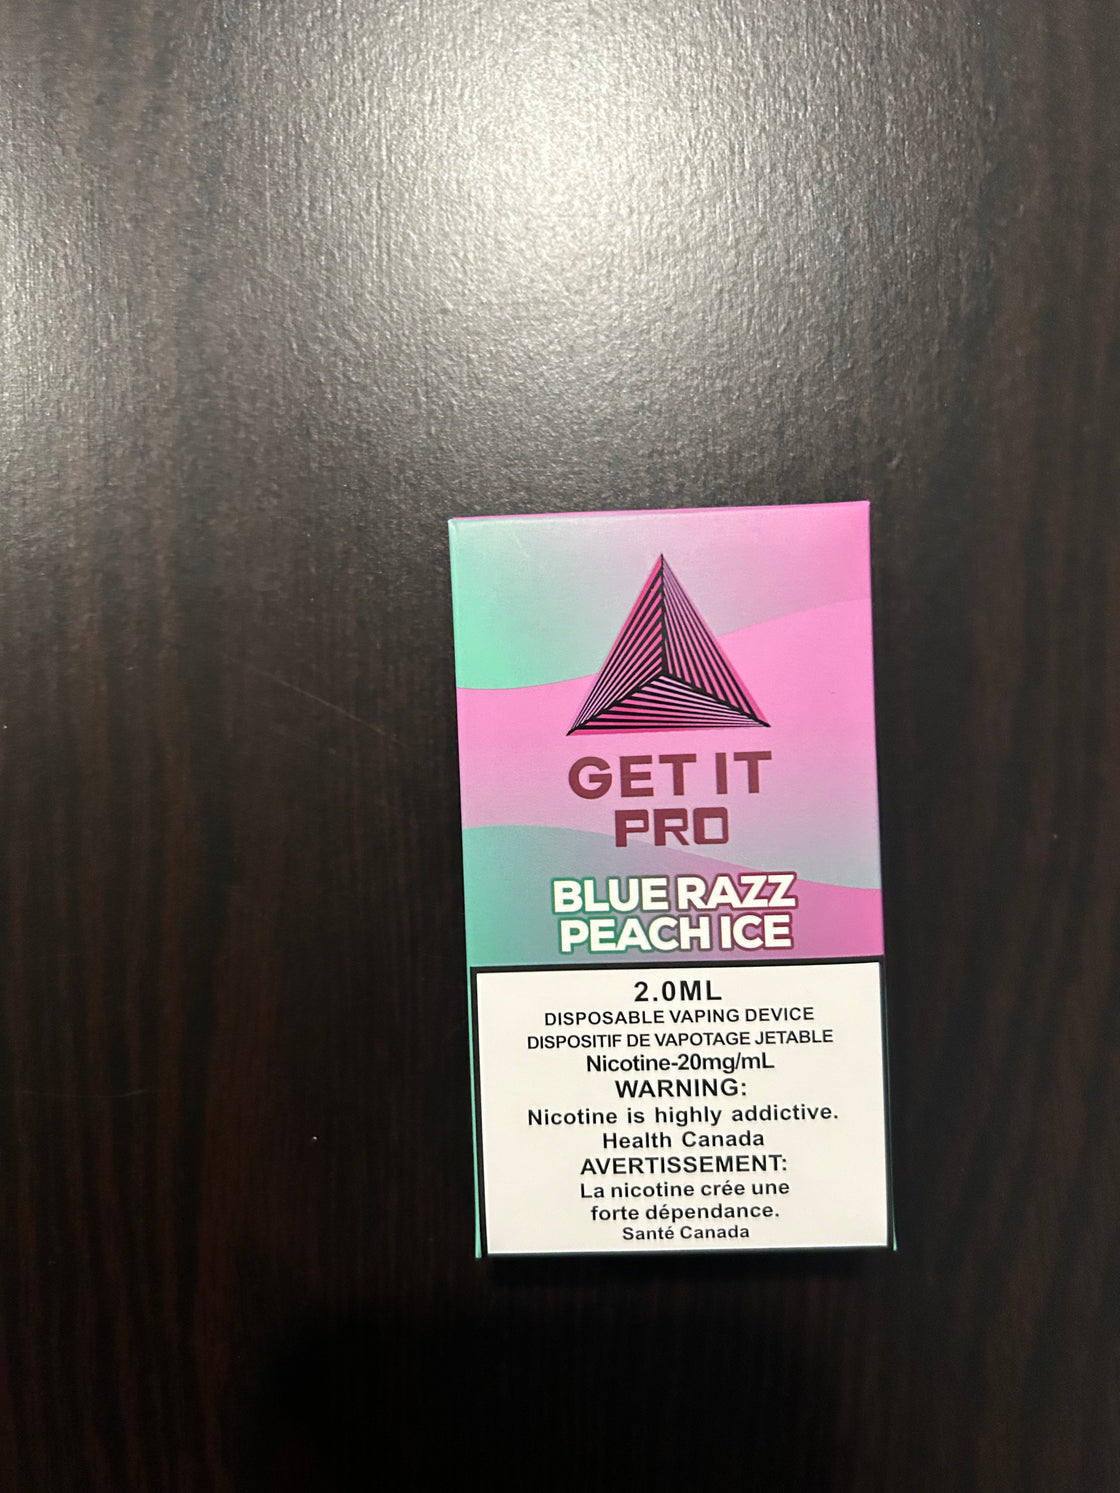 GET IT
PRO
BLUE RAZZ
PEACH ICE
2.0ML
DISPOSABLE VAPING DEVICE
DISPOSITIF DE VAPOTAGE JETABLE
Nicotine-20mg/mL
WARNING:
Nicotine is highly addictive.
Health Canada
AVERTISSEMENT:
La nicotine crée une
forte dépendance.
Santé Canada